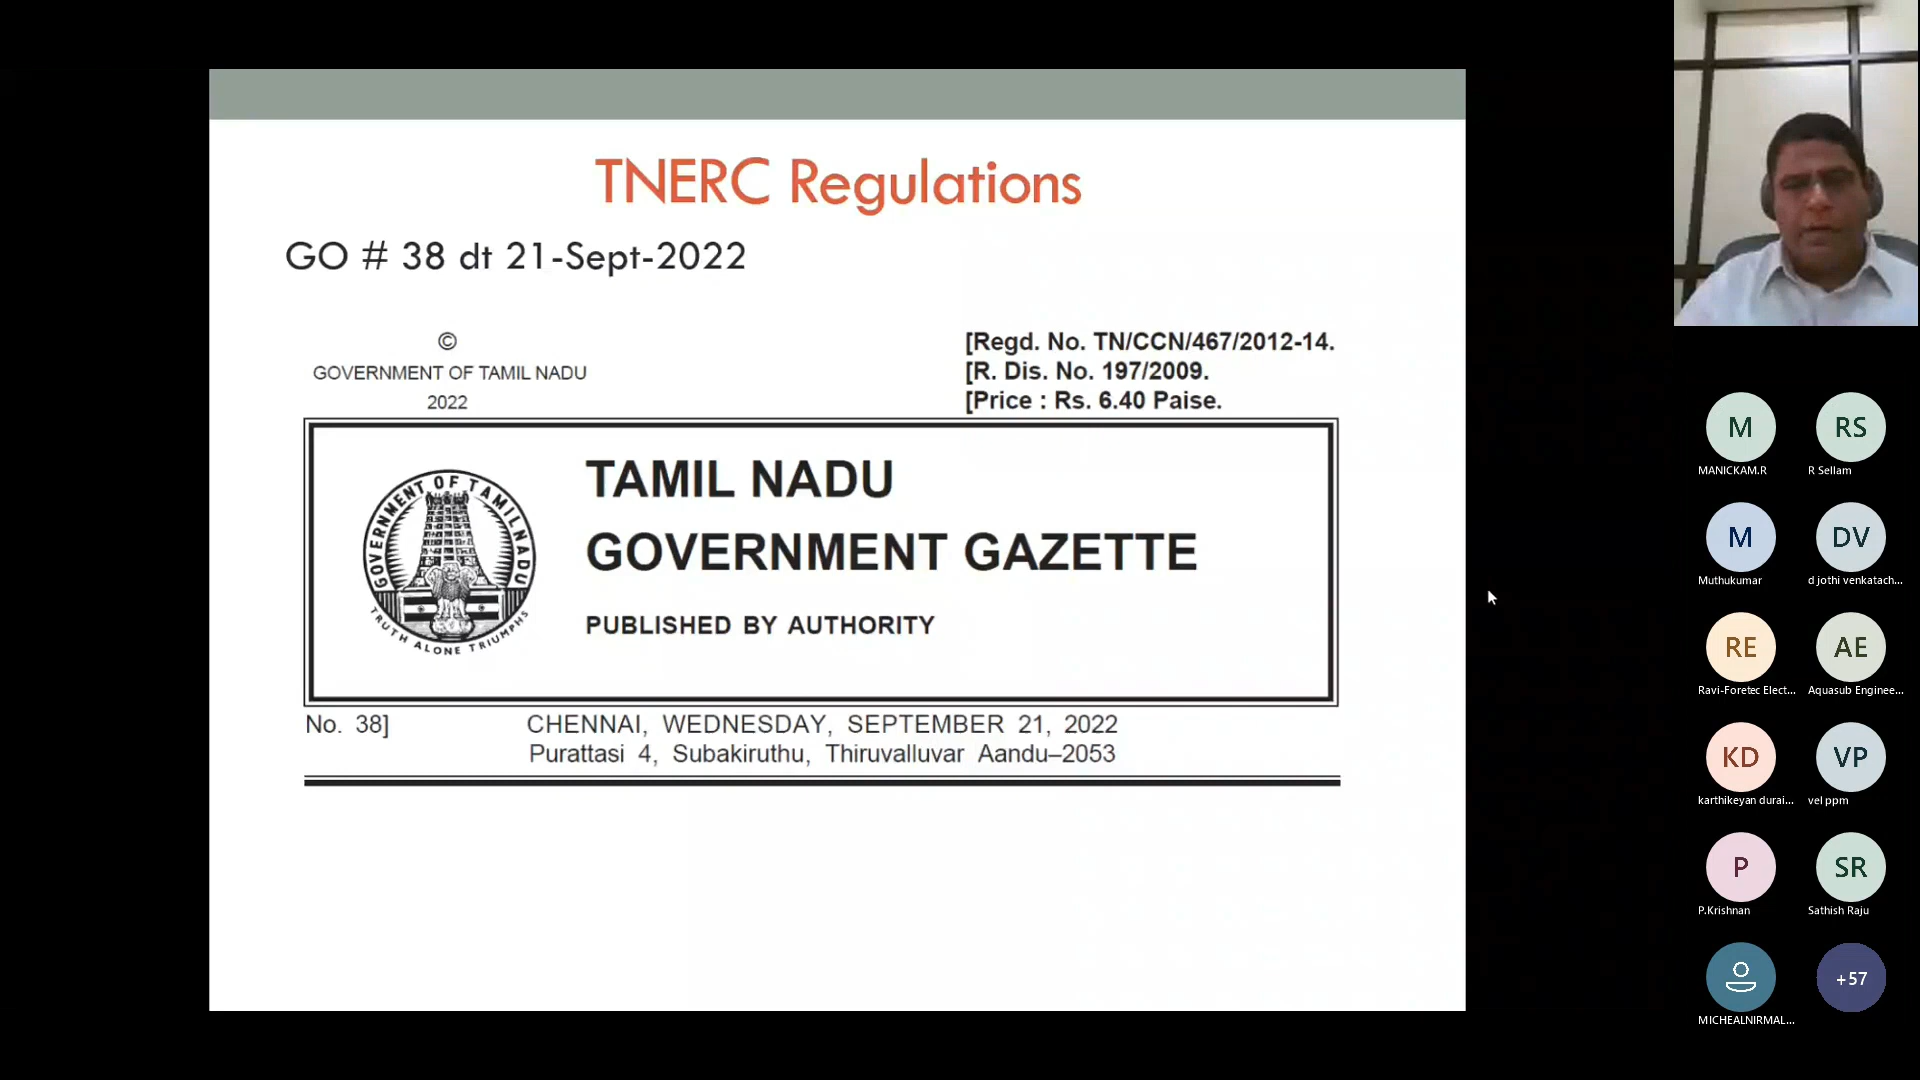 TNERC Regulations
GO # 38 dt 21-Sept-2022
©
GOVERNMENT OF TAMIL NADU
2022
[Regd. No. TN/CCN/467/2012-14.
[R. Dis. No. 197/2009.
[Price : Rs. 6.40 Paise.
GOVERNMENT OF TAMIL NADU
TRUTH ALONE TRIUMPHS
TAMIL NADU
GOVERNMENT GAZETTE
PUBLISHED BY AUTHORITY
No. 38]
CHENNAI, WEDNESDAY, SEPTEMBER 21, 2022
Purattasi 4, Subakiruthu, Thiruvalluvar Aandu–2053
M
MANICKAM.R
RS
R Sellam
M
Muthukumar
DV
d jothi venkatach...
RE
Ravi-Foretec Elect...
AE
Aquasub Enginee...
KD
karthikeyan durai...
VP
vel ppm
P
P.Krishnan
SR
Sathish Raju
MICHEALNIRMAL...
+57